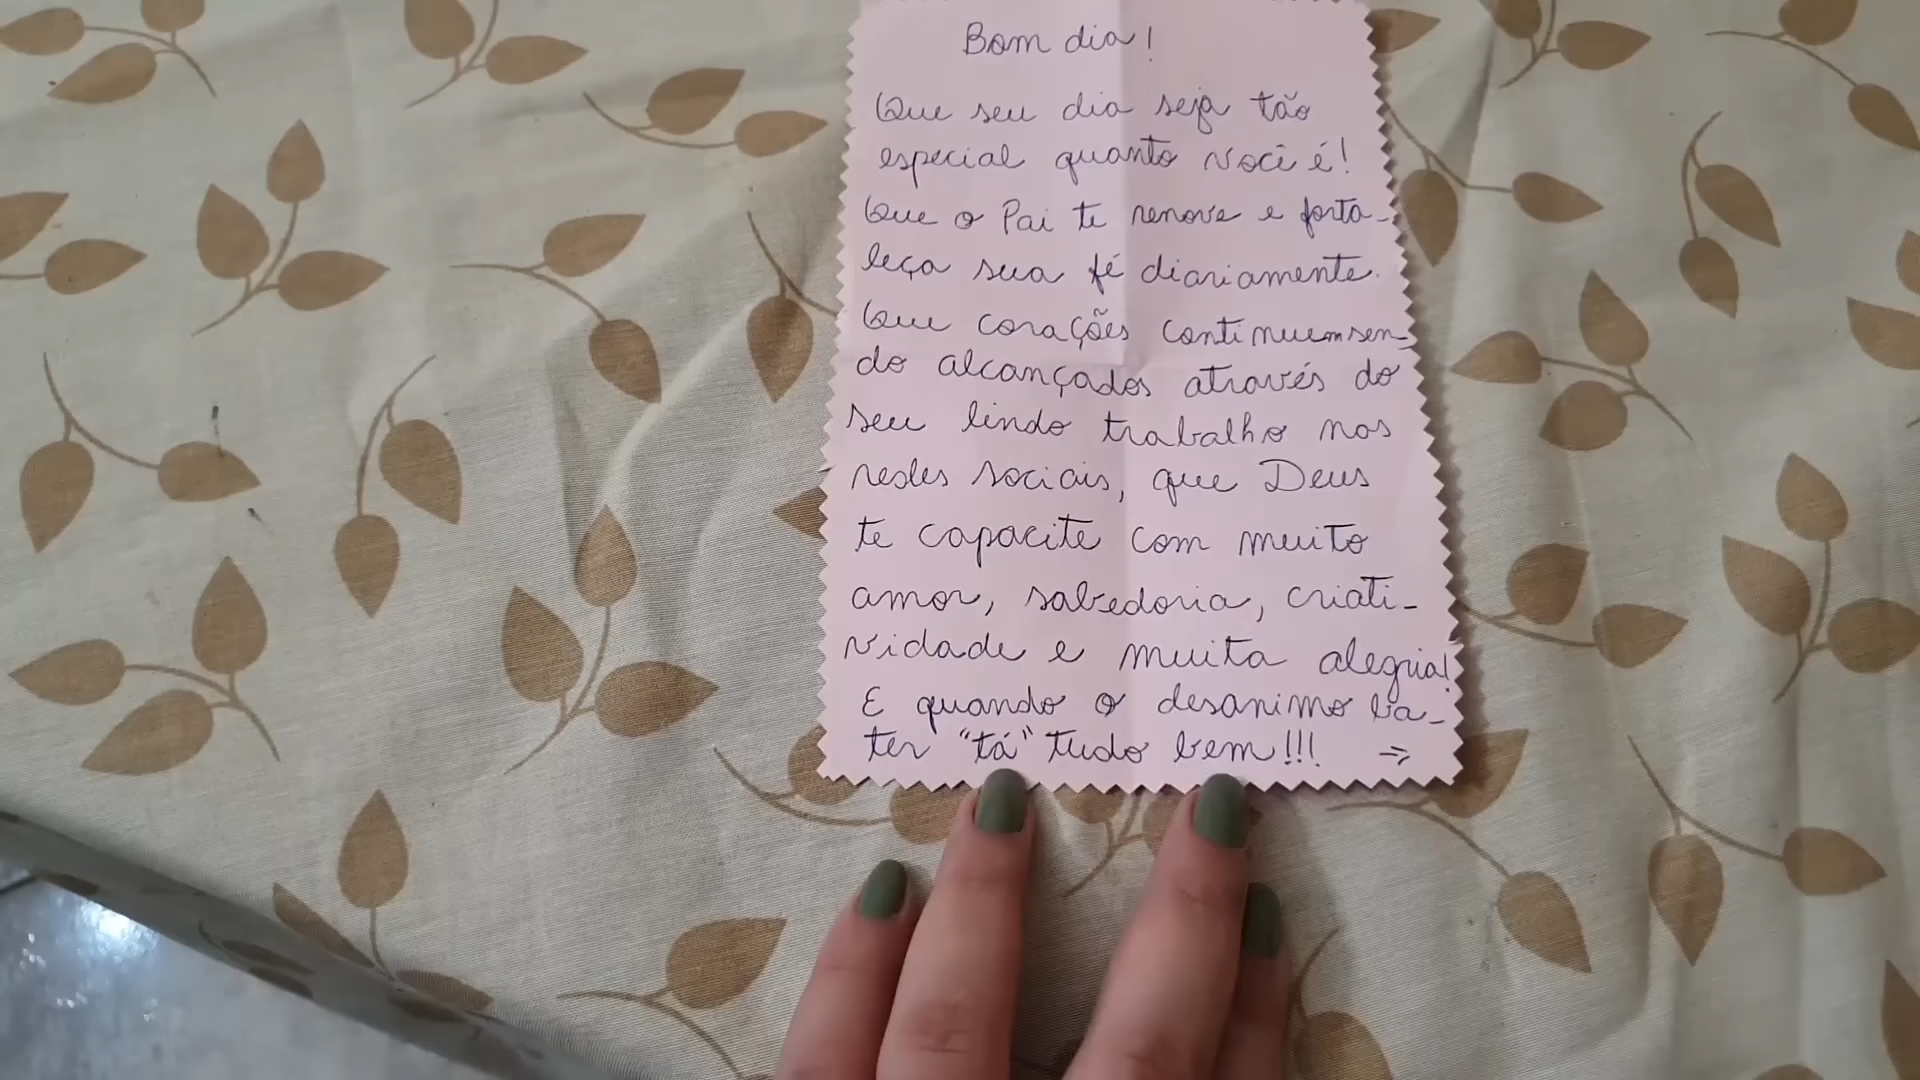 Bom dia!
Que seu dia seja tão
especial quanto você é!
Que o Pai te renove e forta-
leça sua fé diariamente.
Que corações continuem sen-
do alcançados através do
seu lindo trabalho nas
redes sociais, que Deus
te capacite com muito
amor, sabedoria, criati-
vidade e muita alegria!
E quando o desanimo ba-
ter "tá" tudo bem!!! =>